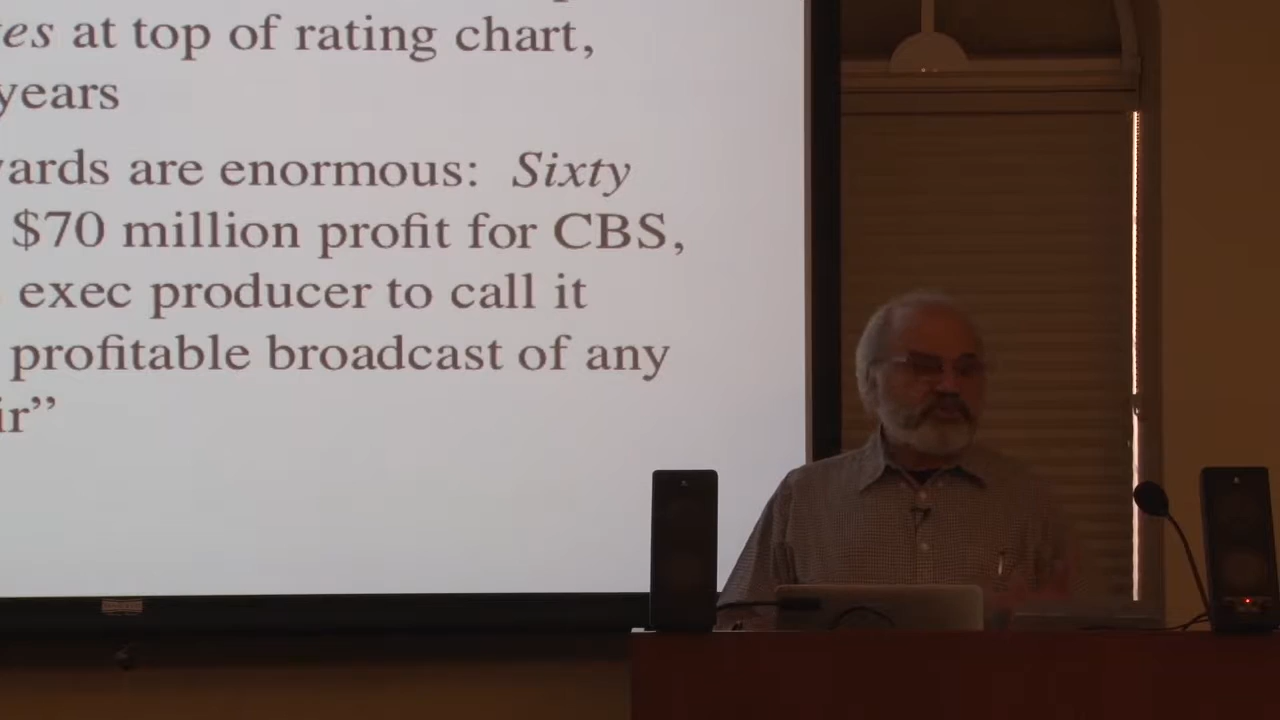 es at top of rating chart,
years
ards are enormous: Sixty
$70 million profit for CBS,
exec producer to call it
profitable broadcast of any
ir”